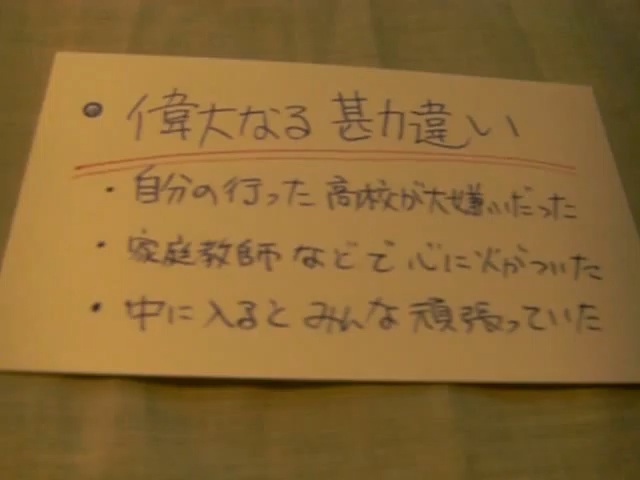 ● 偉大なる 勘違い
・自分の行った 高校が大嫌いだった
・家庭教師 などで 心に火がついた
・中に入ると みんな 頑張っていた